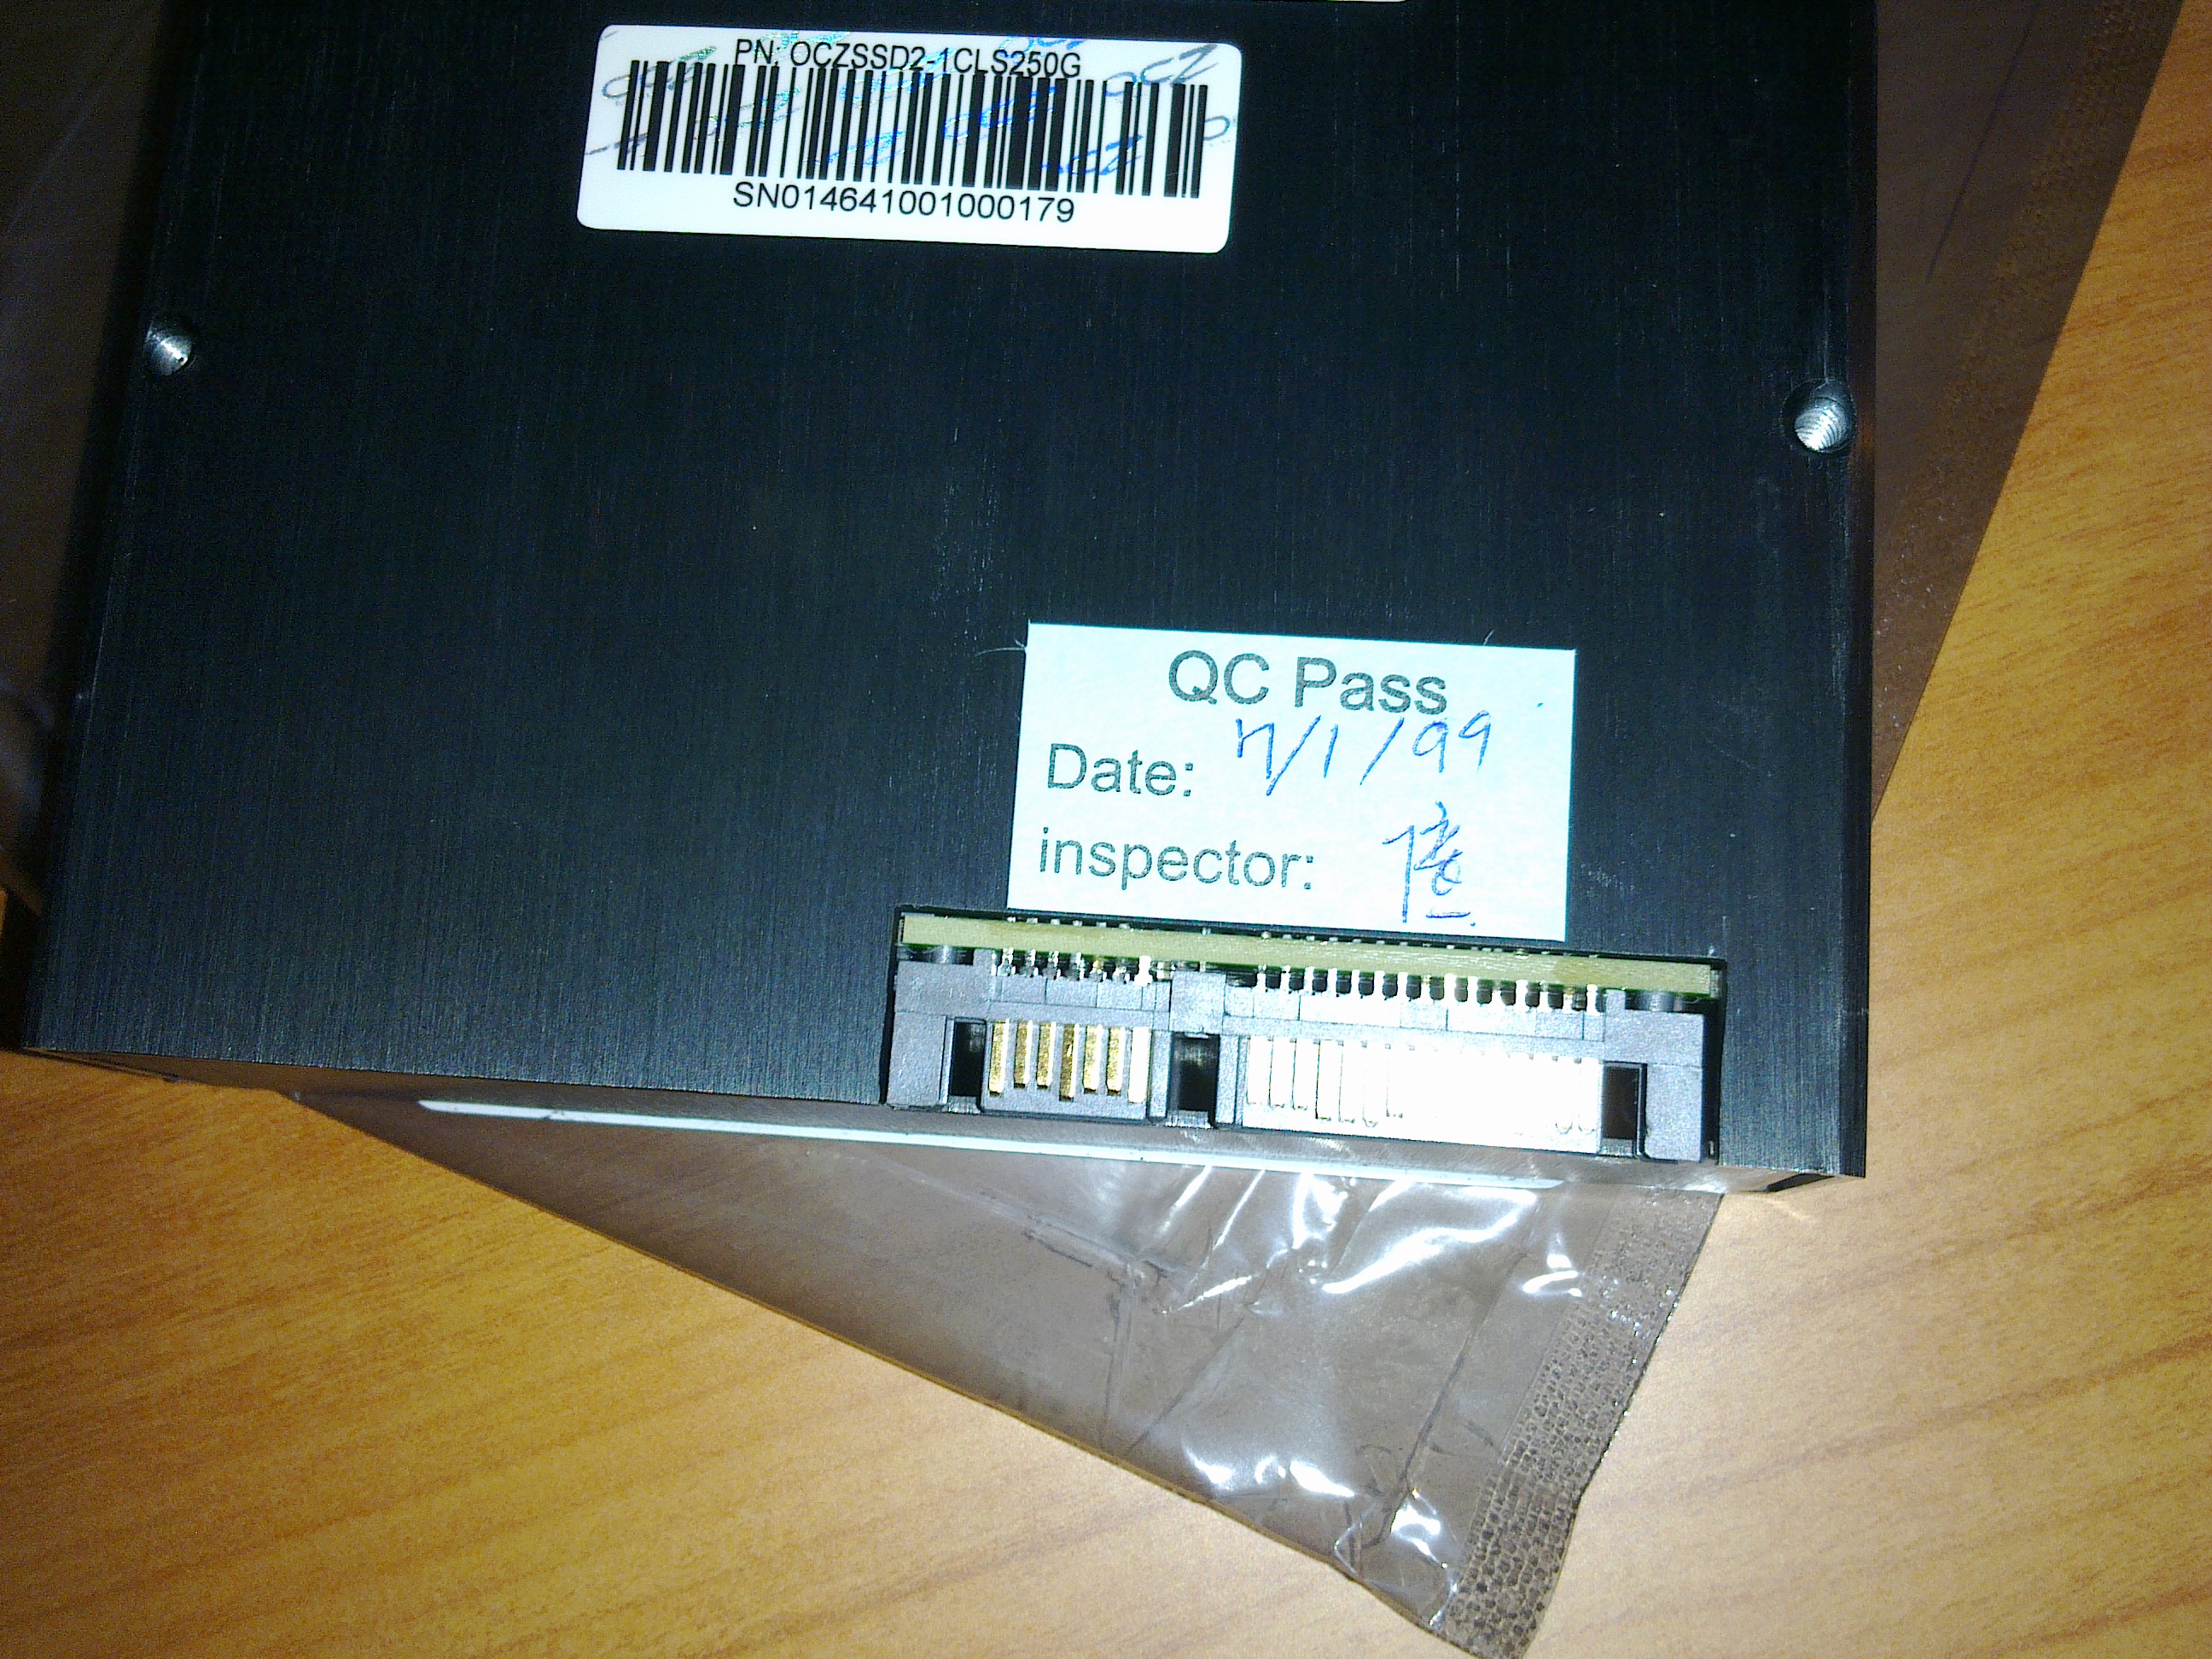 PN: OCZSSD2-1CLS250G
SN014641001000179
QC Pass
Date: 7/1/99
inspector: